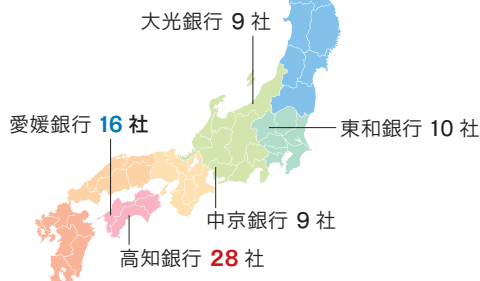 大光銀行 9 社
愛媛銀行 16 社
東和銀行 10 社
中京銀行 9 社
高知銀行 28 社